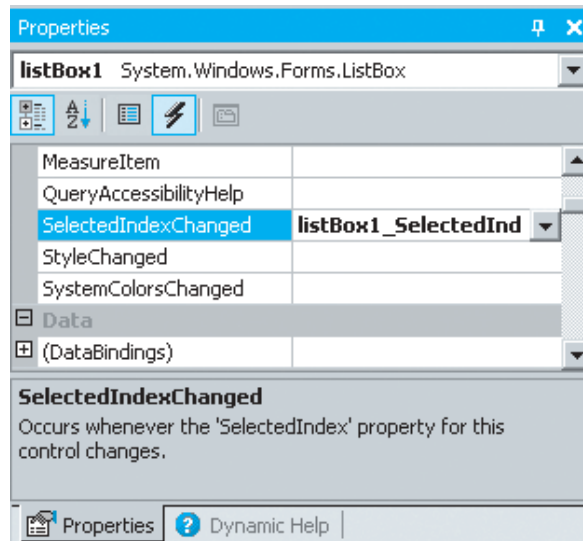 Properties
listBox1 System.Windows.Forms.ListBox
A
Z
MeasureItem
QueryAccessibilityHelp
SelectedIndexChanged listBox1_SelectedInd
StyleChanged
SystemColorsChanged
Data
(DataBindings)
SelectedIndexChanged
Occurs whenever the 'SelectedIndex' property for this
control changes.
Properties ? Dynamic Help